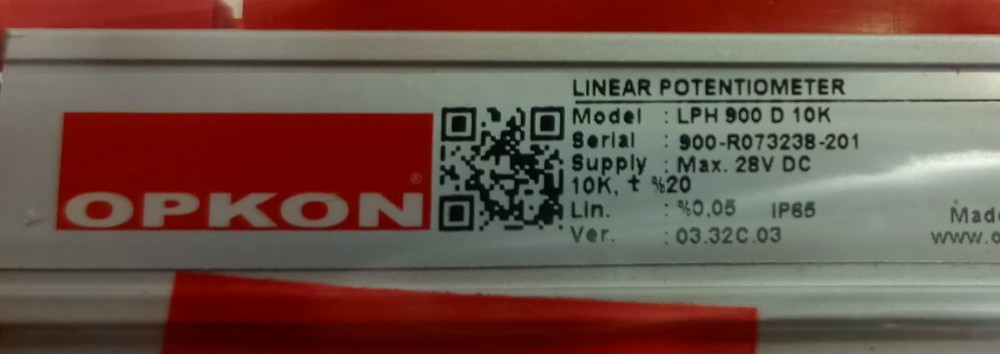 OPKON®
LINEAR POTENTIOMETER
Model : LPH 900 D 10K
Serial : 900-R073238-201
Supply : Max. 28V DC
10K, ± %20
Lin. : %0,05 IP65
Ver. : 03.32C.03